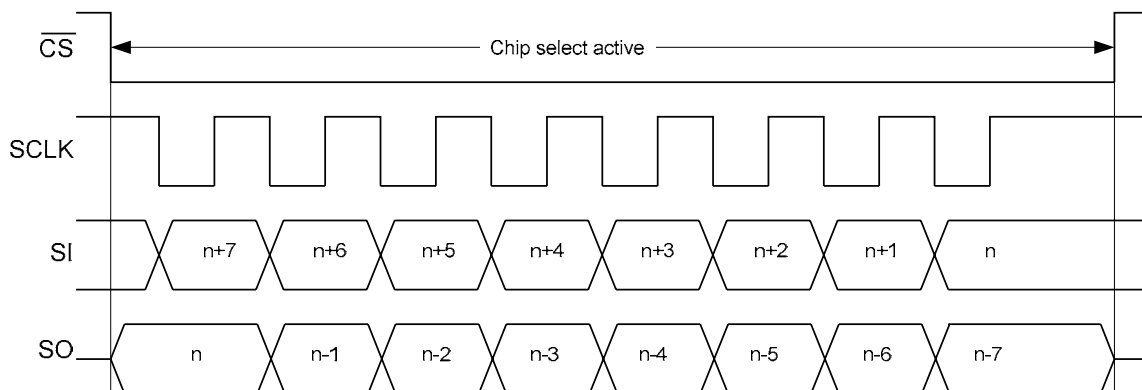 CS Chip select active
SCLK
SI n+7 n+6 n+5 n+4 n+3 n+2 n+1 n
SO n n-1 n-2 n-3 n-4 n-5 n-6 n-7